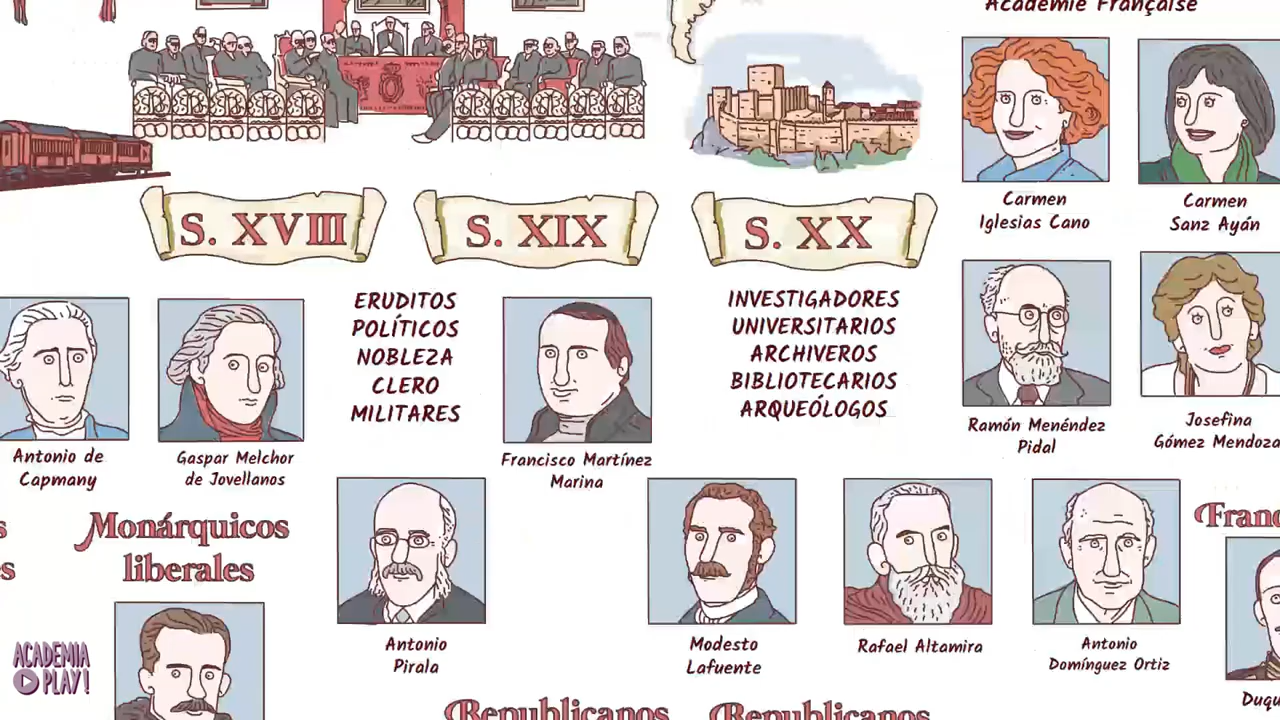 Académie Française
Carmen
Iglesias Cano
Carmen
Sanz Ayán
S. XVIII
S. XIX
S. XX
ERUDITOS
POLÍTICOS
NOBLEZA
CLERO
MILITARES
INVESTIGADORES
UNIVERSITARIOS
ARCHIVEROS
BIBLIOTECARIOS
ARQUEÓLOGOS
Ramón Menéndez
Pidal
Josefina
Gómez Mendoza
Antonio de
Capmany
Gaspar Melchor
de Jovellanos
Francisco Martínez
Marina
Monárquicos
liberales
Antonio
Pirala
Modesto
Lafuente
Rafael Altamira
Antonio
Domínguez Ortiz
ACADEMIA
PLAY!
Republicanos
Republicanos